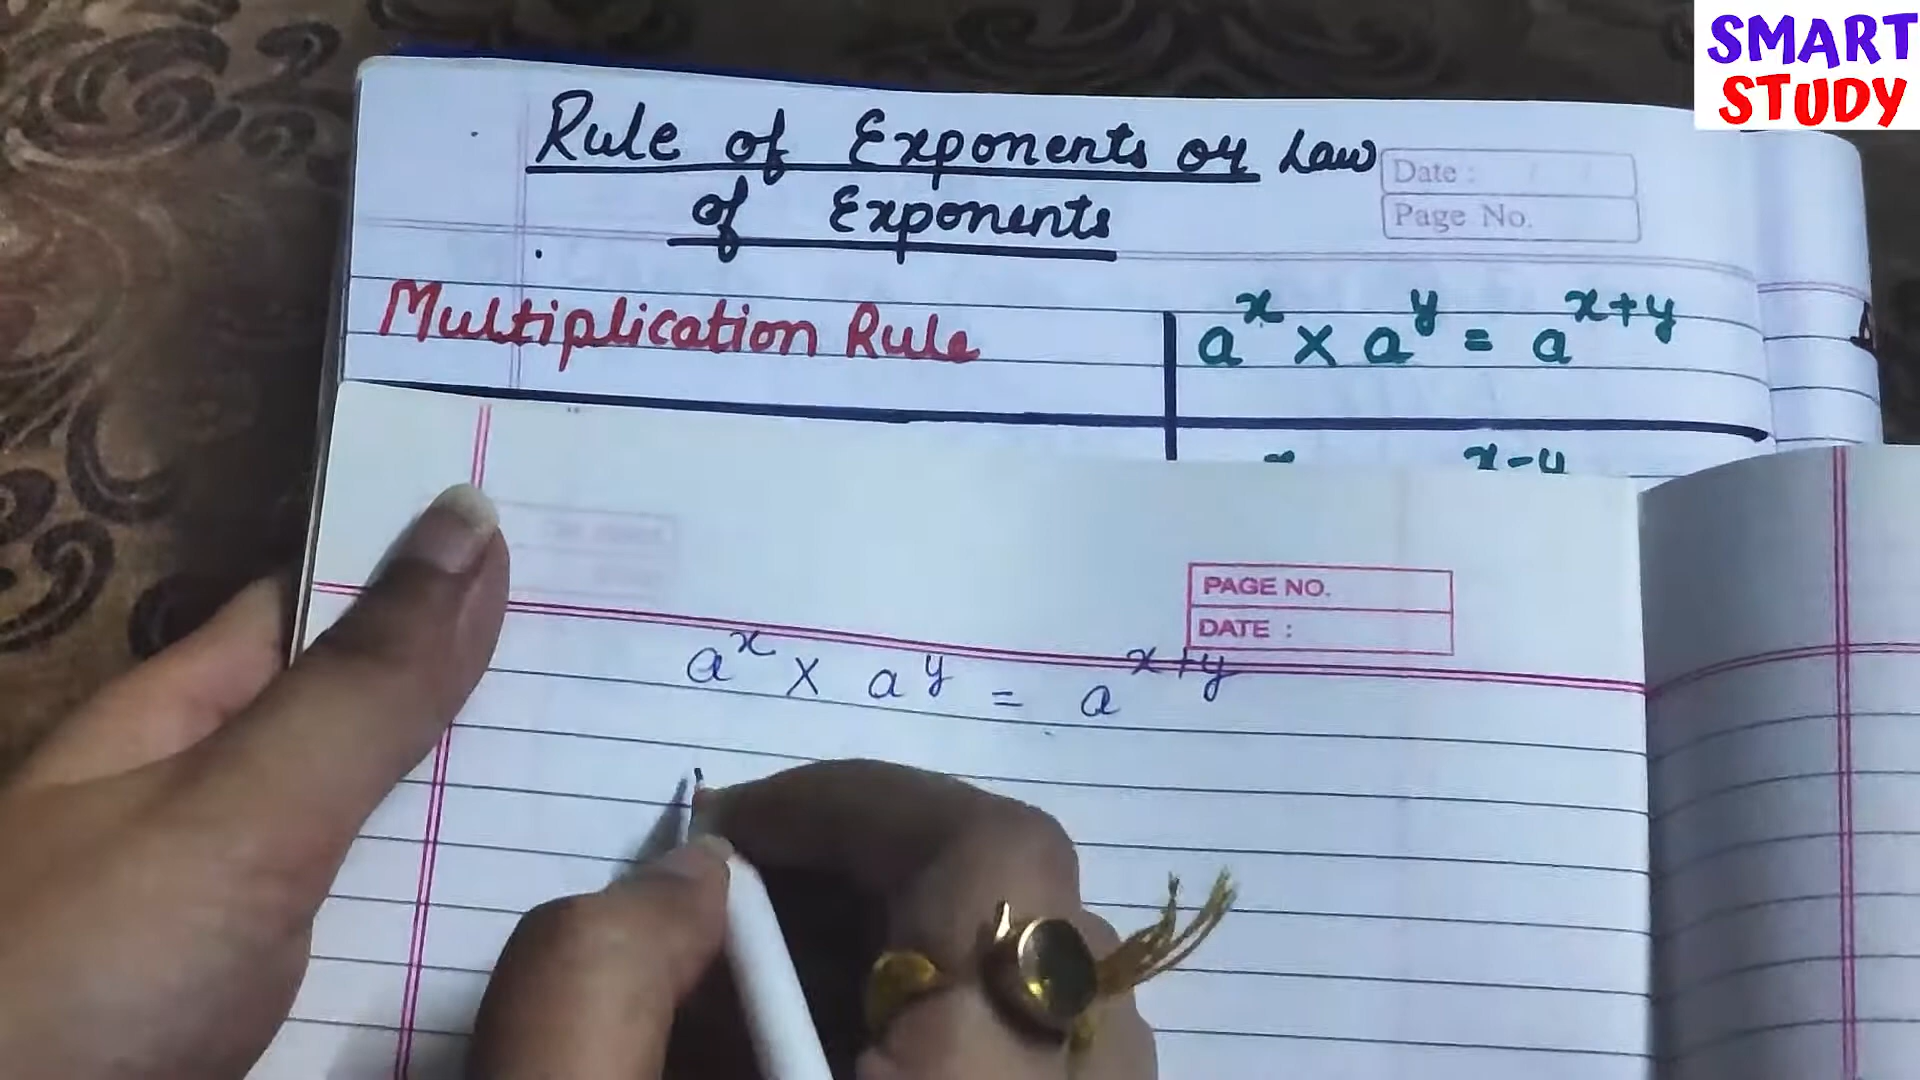 SMART
STUDY
Rule of Exponents or Law
of Exponents
Date :
Page No.
Multiplication Rule
a^x × a^y = a^x+y
x x-y
PAGE NO.
DATE :
a^x × a^y = a^x+y